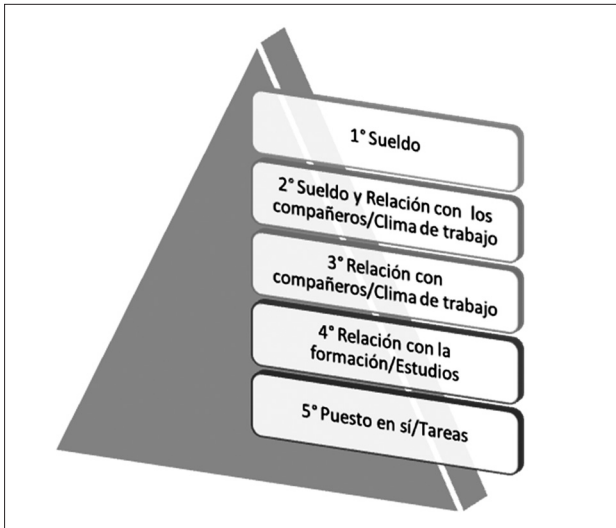 1° Sueldo
2° Sueldo y Relación con los
compañeros/Clima de trabajo
3° Relación con
compañeros/Clima de trabajo
4° Relación con la
formación/Estudios
5° Puesto en sí/Tareas